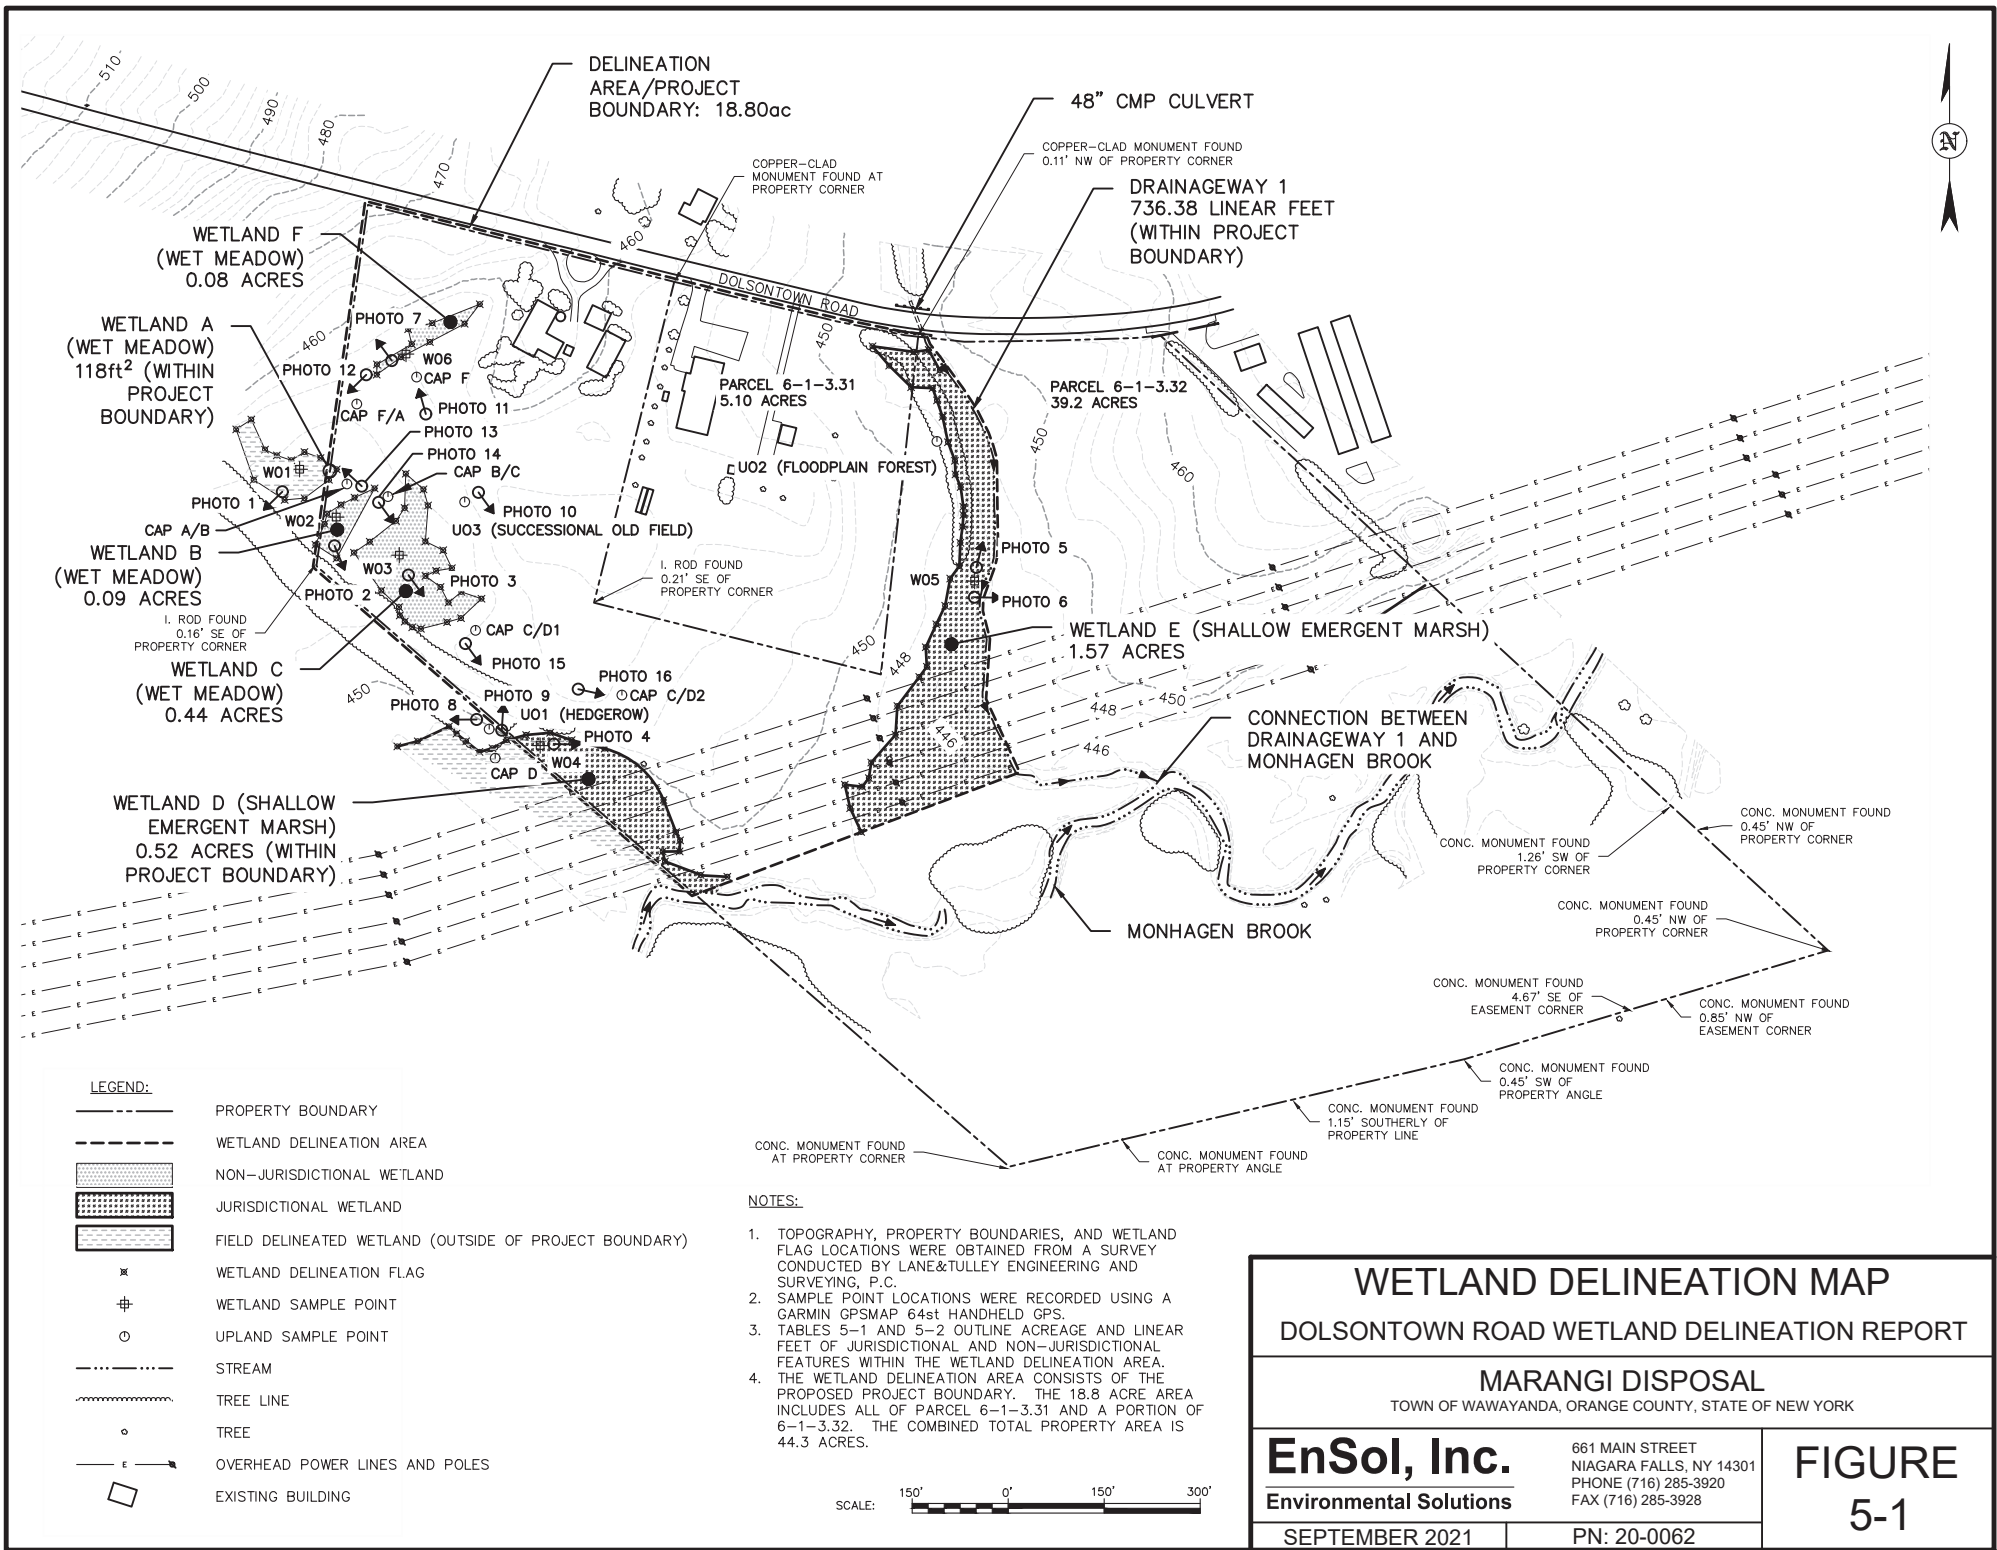 510
500
490
480
470
460
DELINEATION
AREA/PROJECT
BOUNDARY: 18.80ac
48" CMP CULVERT
COPPER-CLAD MONUMENT FOUND
0.11' NW OF PROPERTY CORNER
COPPER-CLAD
MONUMENT FOUND AT
PROPERTY CORNER
DRAINAGEWAY 1
736.38 LINEAR FEET
(WITHIN PROJECT
BOUNDARY)
N
WETLAND F
(WET MEADOW)
0.08 ACRES
WETLAND A
(WET MEADOW)
118ft² (WITHIN
PROJECT
BOUNDARY)
DOLSONTOWN ROAD
460
450
450
460
PHOTO 7
W06
PHOTO 12
CAP F
CAP F/A
PHOTO 11
PHOTO 13
PHOTO 14
CAP B/C
W01
PHOTO 1
CAP A/B
W02
PHOTO 10
U03 (SUCCESSIONAL OLD FIELD)
PARCEL 6-1-3.31
5.10 ACRES
PARCEL 6-1-3.32
39.2 ACRES
U02 (FLOODPLAIN FOREST)
WETLAND B
(WET MEADOW)
0.09 ACRES
W03
PHOTO 3
PHOTO 2
I. ROD FOUND
0.16' SE OF
PROPERTY CORNER
I. ROD FOUND
0.21' SE OF
PROPERTY CORNER
PHOTO 5
W05
PHOTO 6
WETLAND E (SHALLOW EMERGENT MARSH)
1.57 ACRES
CAP C/D1
PHOTO 15
WETLAND C
(WET MEADOW)
0.44 ACRES
450
450
448
446
448
450
446
PHOTO 16
CAP C/D2
PHOTO 9
PHOTO 8
U01 (HEDGEROW)
PHOTO 4
W04
CAP D
CONNECTION BETWEEN
DRAINAGEWAY 1 AND
MONHAGEN BROOK
WETLAND D (SHALLOW
EMERGENT MARSH)
0.52 ACRES (WITHIN
PROJECT BOUNDARY)
CONC. MONUMENT FOUND
0.45' NW OF
PROPERTY CORNER
CONC. MONUMENT FOUND
1.26' SW OF
PROPERTY CORNER
CONC. MONUMENT FOUND
0.45' NW OF
PROPERTY CORNER
MONHAGEN BROOK
CONC. MONUMENT FOUND
4.67' SE OF
EASEMENT CORNER
CONC. MONUMENT FOUND
0.85' NW OF
EASEMENT CORNER
CONC. MONUMENT FOUND
0.45' SW OF
PROPERTY ANGLE
CONC. MONUMENT FOUND
1.15' SOUTHERLY OF
PROPERTY LINE
CONC. MONUMENT FOUND
AT PROPERTY CORNER
CONC. MONUMENT FOUND
AT PROPERTY ANGLE
LEGEND:
PROPERTY BOUNDARY
WETLAND DELINEATION AREA
NON-JURISDICTIONAL WETLAND
JURISDICTIONAL WETLAND
FIELD DELINEATED WETLAND (OUTSIDE OF PROJECT BOUNDARY)
WETLAND DELINEATION FLAG
WETLAND SAMPLE POINT
UPLAND SAMPLE POINT
STREAM
TREE LINE
TREE
E
OVERHEAD POWER LINES AND POLES
EXISTING BUILDING
NOTES:
1. TOPOGRAPHY, PROPERTY BOUNDARIES, AND WETLAND
FLAG LOCATIONS WERE OBTAINED FROM A SURVEY
CONDUCTED BY LANE&TULLEY ENGINEERING AND
SURVEYING, P.C.
2. SAMPLE POINT LOCATIONS WERE RECORDED USING A
GARMIN GPSMAP 64st HANDHELD GPS.
3. TABLES 5-1 AND 5-2 OUTLINE ACREAGE AND LINEAR
FEET OF JURISDICTIONAL AND NON-JURISDICTIONAL
FEATURES WITHIN THE WETLAND DELINEATION AREA.
4. THE WETLAND DELINEATION AREA CONSISTS OF THE
PROPOSED PROJECT BOUNDARY. THE 18.8 ACRE AREA
INCLUDES ALL OF PARCEL 6-1-3.31 AND A PORTION OF
6-1-3.32. THE COMBINED TOTAL PROPERTY AREA IS
44.3 ACRES.
SCALE:
150' 0' 150' 300'
WETLAND DELINEATION MAP
DOLSONTOWN ROAD WETLAND DELINEATION REPORT
MARANGI DISPOSAL
TOWN OF WAWAYANDA, ORANGE COUNTY, STATE OF NEW YORK
EnSol, Inc.
Environmental Solutions
661 MAIN STREET
NIAGARA FALLS, NY 14301
PHONE (716) 285-3920
FAX (716) 285-3928
FIGURE
5-1
SEPTEMBER 2021
PN: 20-0062